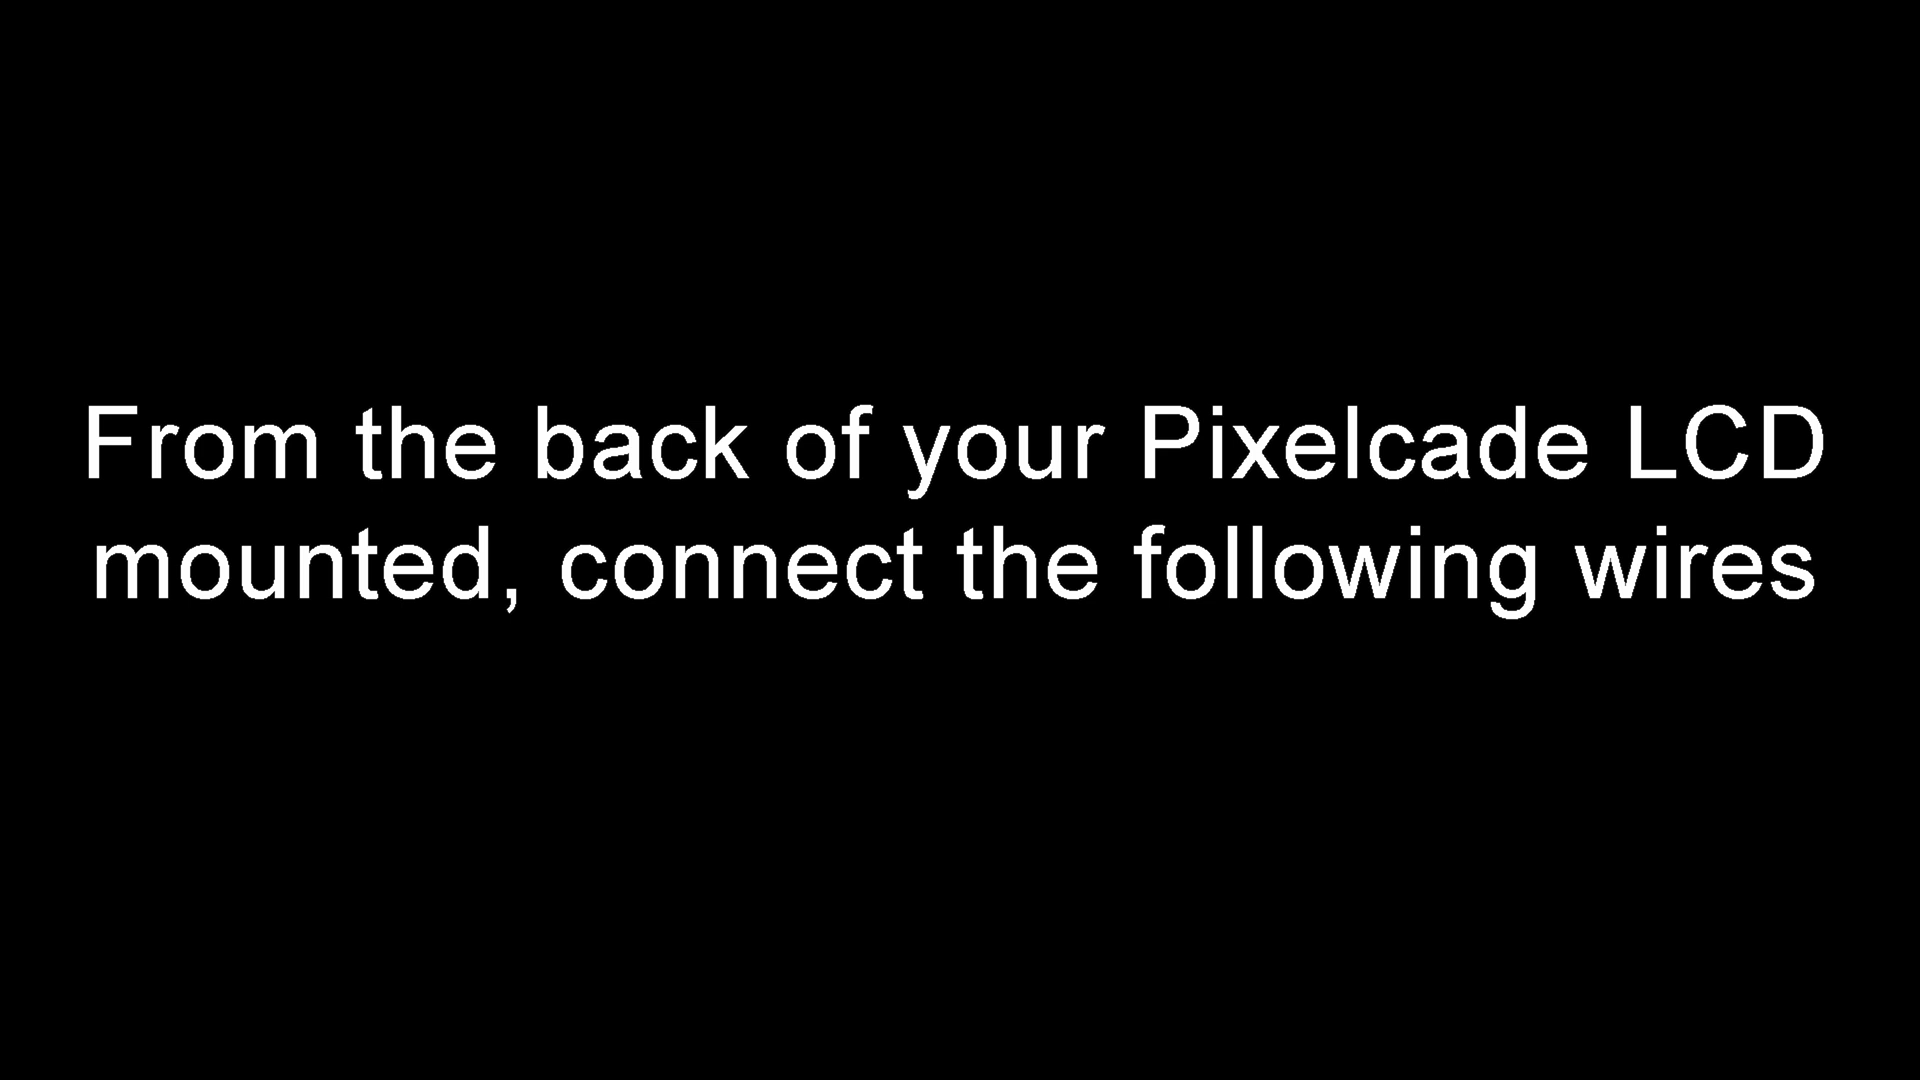 From the back of your Pixelcade LCD
mounted, connect the following wires